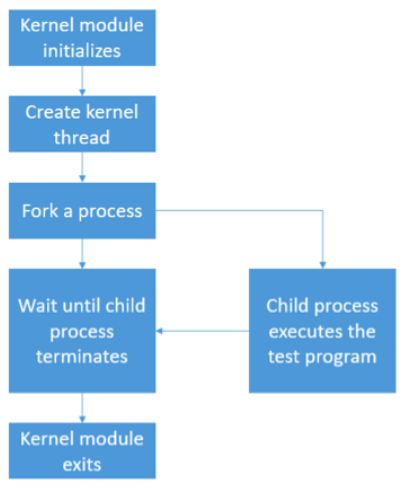 Kernel module
initializes
Create kernel
thread
Fork a process
Wait until child
process
terminates
Child process
executes the
test program
Kernel module
exits